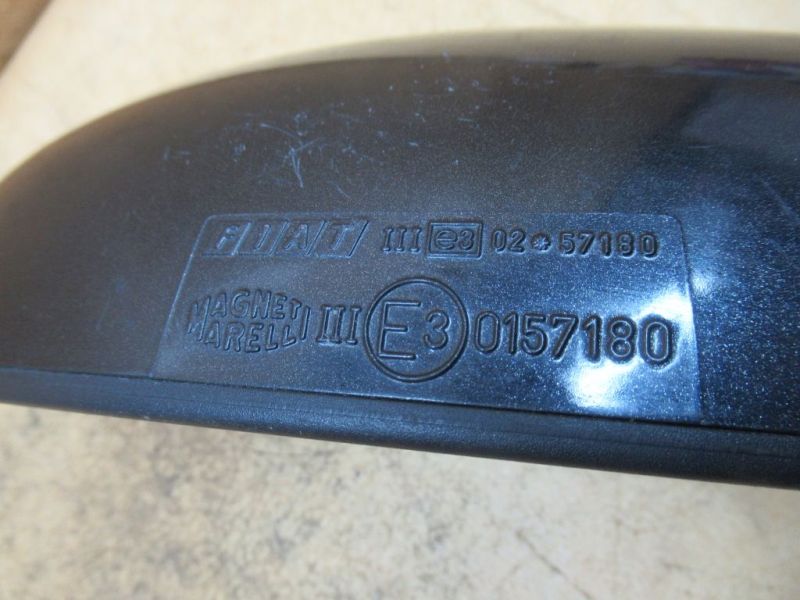 FIAT III e3 02*57180
MAGNETI MARELLI III E3 0157180